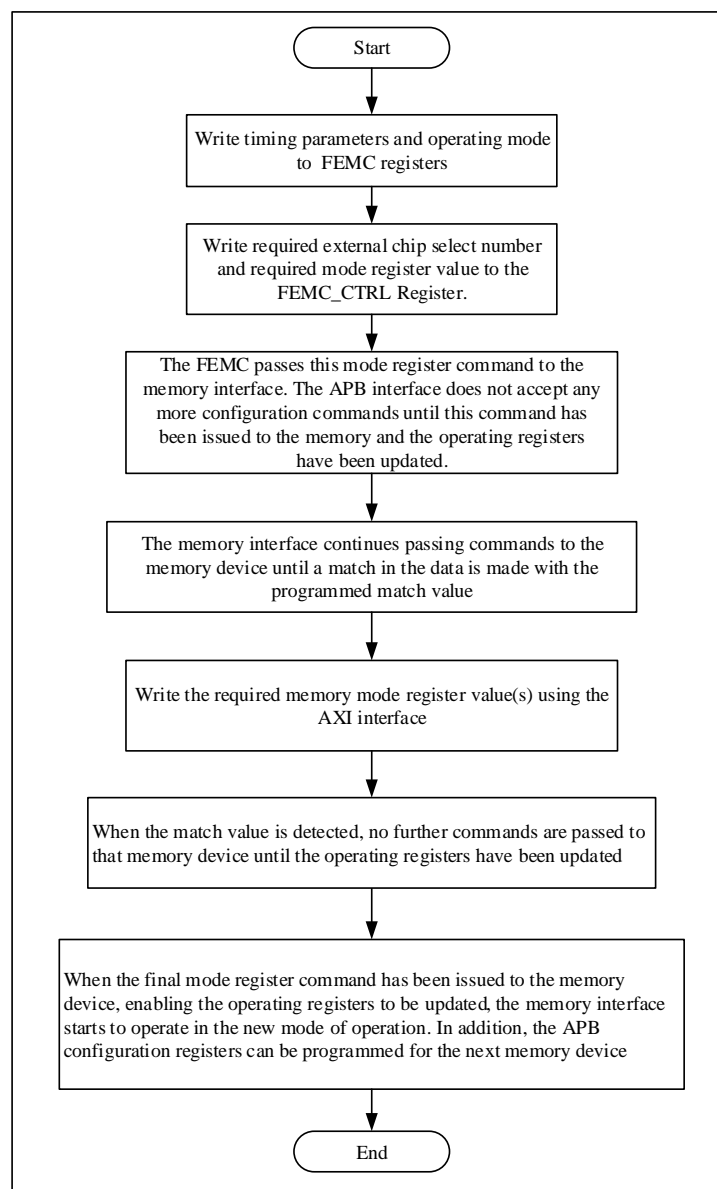 Start
Write timing parameters and operating mode
to FEMC registers
Write required external chip select number
and required mode register value to the
FEMC_CTRL Register.
The FEMC passes this mode register command to the
memory interface. The APB interface does not accept any
more configuration commands until this command has
been issued to the memory and the operating registers
have been updated.
The memory interface continues passing commands to the
memory device until a match in the data is made with the
programmed match value
Write the required memory mode register value(s) using the
AXI interface
When the match value is detected, no further commands are passed to
that memory device until the operating registers have been updated
When the final mode register command has been issued to the memory
device, enabling the operating registers to be updated, the memory interface
starts to operate in the new mode of operation. In addition, the APB
configuration registers can be programmed for the next memory device
End